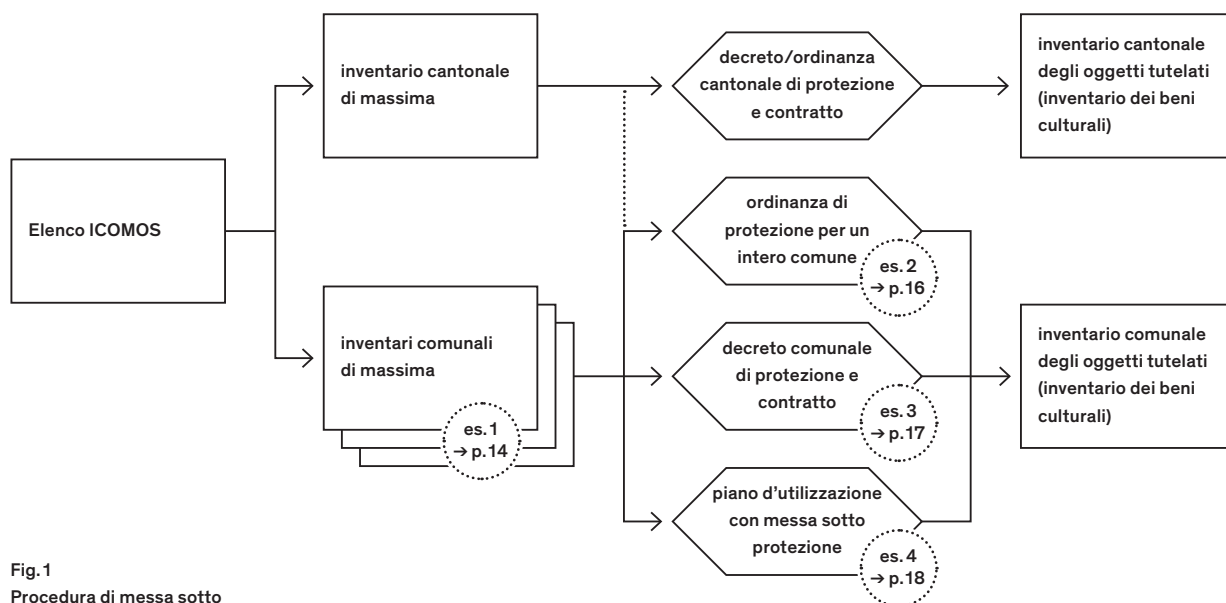 Elenco ICOMOS
inventario cantonale
di massima
decreto/ordinanza
cantonale di protezione
e contratto
inventario cantonale
degli oggetti tutelati
(inventario dei beni
culturali)
inventari comunali
di massima
es. 1
→ p. 14
ordinanza di
protezione per un
intero comune
es. 2
→ p. 16
decreto comunale
di protezione e
contratto
es. 3
→ p. 17
piano d’utilizzazione
con messa sotto
protezione
es. 4
→ p. 18
inventario comunale
degli oggetti tutelati
(inventario dei beni
culturali)
Fig. 1
Procedura di messa sotto